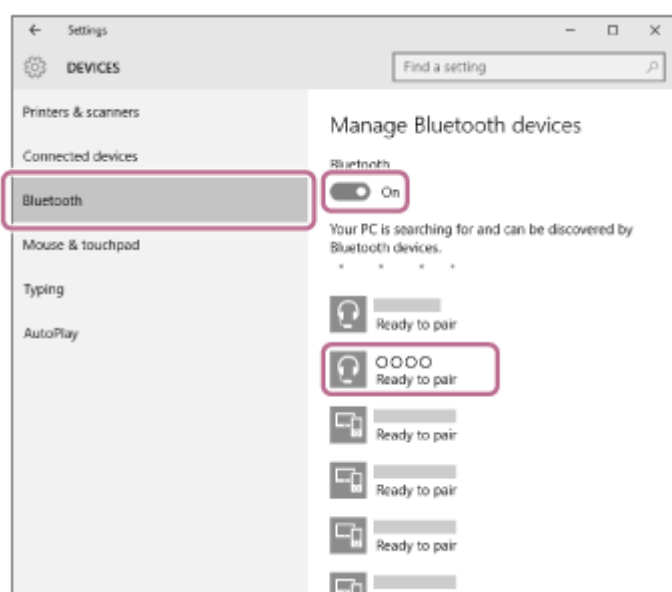 Settings
DEVICES
Find a setting
Printers & scanners
Connected devices
Bluetooth
Mouse & touchpad
Typing
AutoPlay
Manage Bluetooth devices
Bluetooth
On
Your PC is searching for and can be discovered by
Bluetooth devices.
Ready to pair
OOOO
Ready to pair
Ready to pair
Ready to pair
Ready to pair